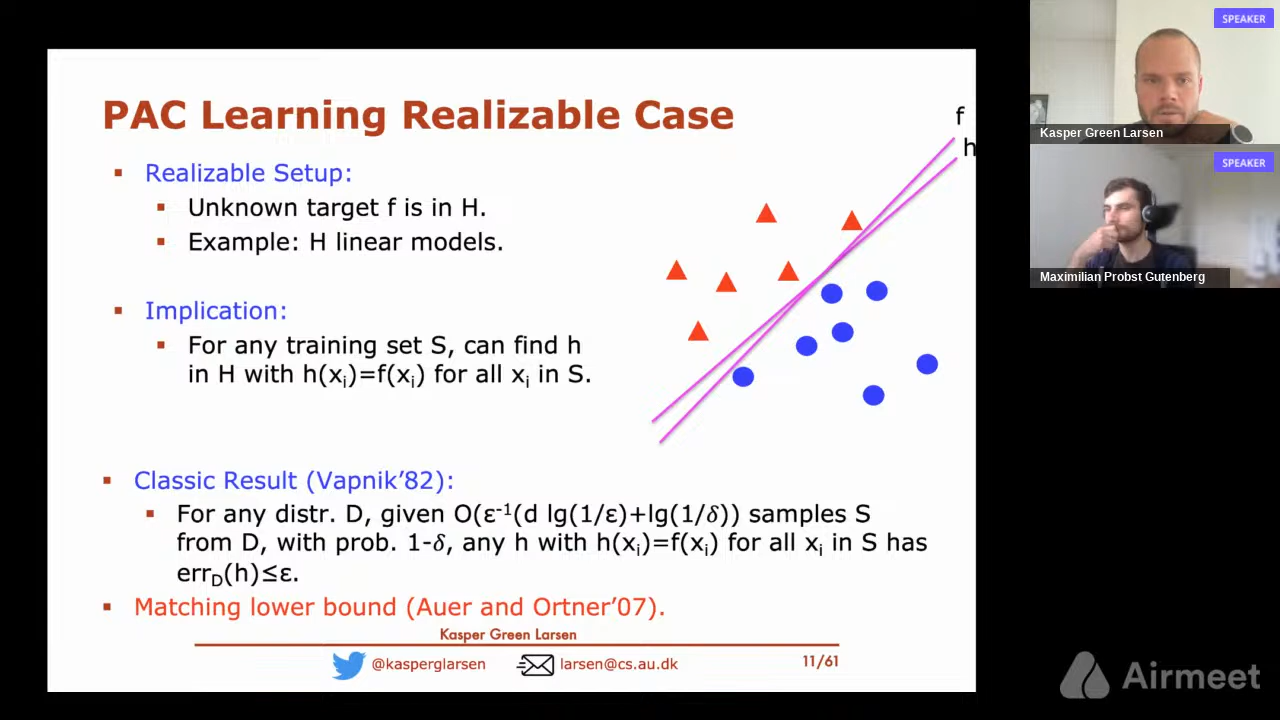 PAC Learning Realizable Case
Realizable Setup:
Unknown target f is in H.
Example: H linear models.
Implication:
For any training set S, can find h
in H with h(xᵢ)=f(xᵢ) for all xᵢ in S.
f
h
Classic Result (Vapnik’82):
For any distr. D, given O(ε⁻¹(d lg(1/ε)+lg(1/𝛿)) samples S
from D, with prob. 1-𝛿, any h with h(xᵢ)=f(xᵢ) for all xᵢ in S has
err_D(h)≤ε.
Matching lower bound (Auer and Ortner’07).
Kasper Green Larsen
@kasperglarsen
larsen@cs.au.dk
11/61
SPEAKER
Kasper Green Larsen
SPEAKER
Maximilian Probst Gutenberg
Airmeet